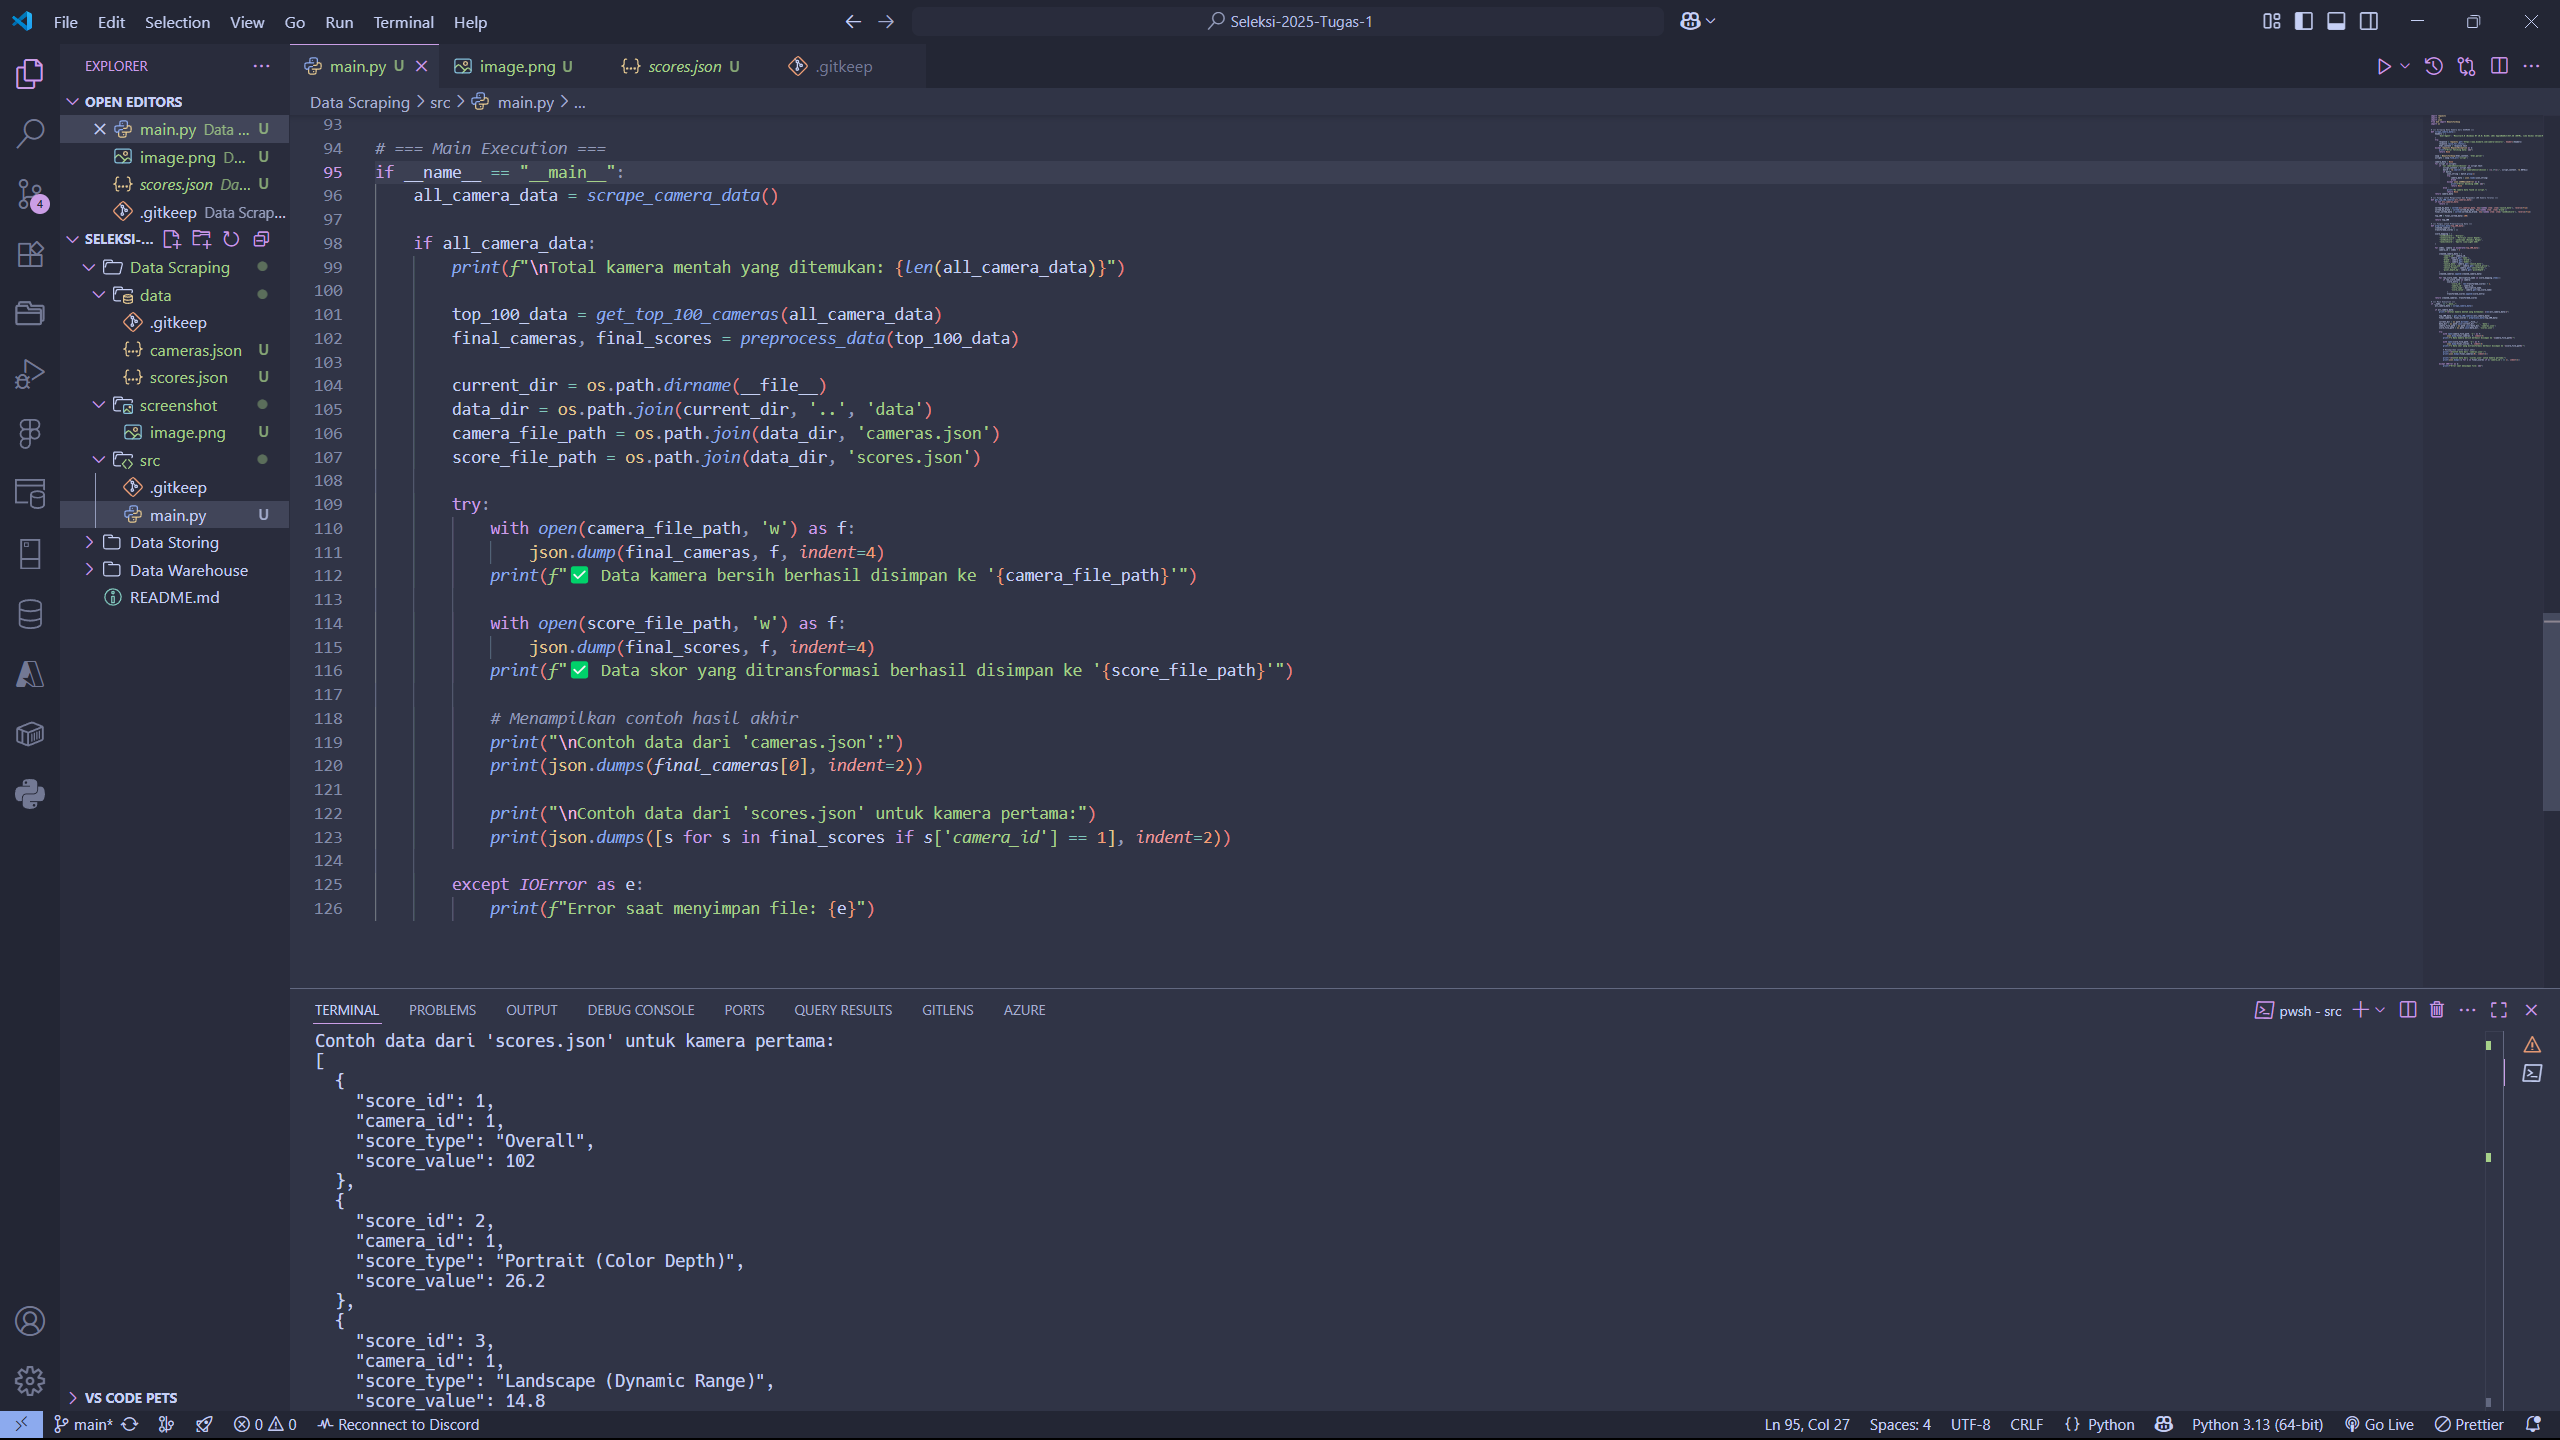 File Edit Selection View Go Run Terminal Help
Seleksi-2025-Tugas-1
EXPLORER
OPEN EDITORS
main.py Data ... U
image.png D... U
scores.json Da... U
.gitkeep Data Scrap...
SELEKSI-...
Data Scraping
data
.gitkeep
cameras.json U
scores.json U
screenshot
image.png U
src
.gitkeep
main.py U
Data Storing
Data Warehouse
README.md
VS CODE PETS
4
main.py U
image.png U
scores.json U
.gitkeep
Data Scraping > src > main.py > ...
93
94 # === Main Execution ===
95 if __name__ == "__main__":
96 all_camera_data = scrape_camera_data()
97
98 if all_camera_data:
99 print(f"\nTotal kamera mentah yang ditemukan: {len(all_camera_data)}")
100
101 top_100_data = get_top_100_cameras(all_camera_data)
102 final_cameras, final_scores = preprocess_data(top_100_data)
103
104 current_dir = os.path.dirname(__file__)
105 data_dir = os.path.join(current_dir, '..', 'data')
106 camera_file_path = os.path.join(data_dir, 'cameras.json')
107 score_file_path = os.path.join(data_dir, 'scores.json')
108
109 try:
110 with open(camera_file_path, 'w') as f:
111 json.dump(final_cameras, f, indent=4)
112 print(f"✅ Data kamera bersih berhasil disimpan ke '{camera_file_path}'")
113
114 with open(score_file_path, 'w') as f:
115 json.dump(final_scores, f, indent=4)
116 print(f"✅ Data skor yang ditransformasi berhasil disimpan ke '{score_file_path}'")
117
118 # Menampilkan contoh hasil akhir
119 print("\nContoh data dari 'cameras.json':")
120 print(json.dumps(final_cameras[0], indent=2))
121
122 print("\nContoh data dari 'scores.json' untuk kamera pertama:")
123 print(json.dumps([s for s in final_scores if s['camera_id'] == 1], indent=2))
124
125 except IOError as e:
126 print(f"Error saat menyimpan file: {e}")
TERMINAL PROBLEMS OUTPUT DEBUG CONSOLE PORTS QUERY RESULTS GITLENS AZURE
pwsh - src
Contoh data dari 'scores.json' untuk kamera pertama:
[
{
"score_id": 1,
"camera_id": 1,
"score_type": "Overall",
"score_value": 102
},
{
"score_id": 2,
"camera_id": 1,
"score_type": "Portrait (Color Depth)",
"score_value": 26.2
},
{
"score_id": 3,
"camera_id": 1,
"score_type": "Landscape (Dynamic Range)",
"score_value": 14.8
main* 0 0 Reconnect to Discord
Ln 95, Col 27 Spaces: 4 UTF-8 CRLF {} Python Python 3.13 (64-bit) Go Live Prettier